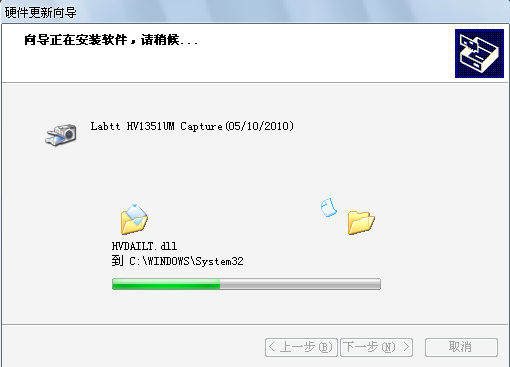 硬件更新向导
向导正在安装软件，请稍候...
Labtt HV1351UM Capture(05/10/2010)
HVDAILT.dll
到 C:\WINDOWS\System32
< 上一步(B)
下一步(N) >
取消